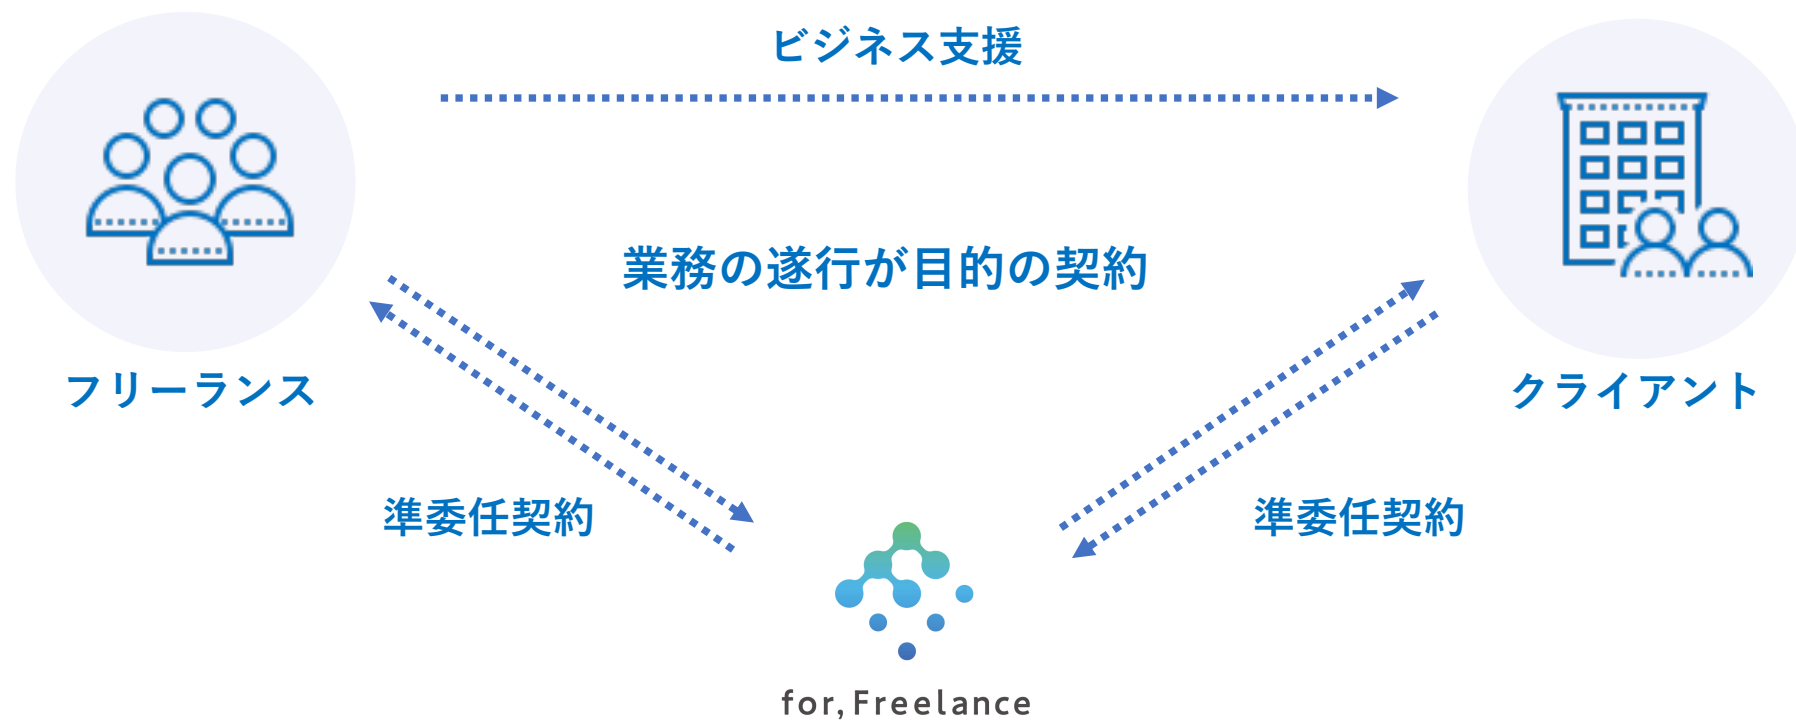 ビジネス支援
業務の遂行が目的の契約
フリーランス
クライアント
準委任契約
準委任契約
for,Freelance